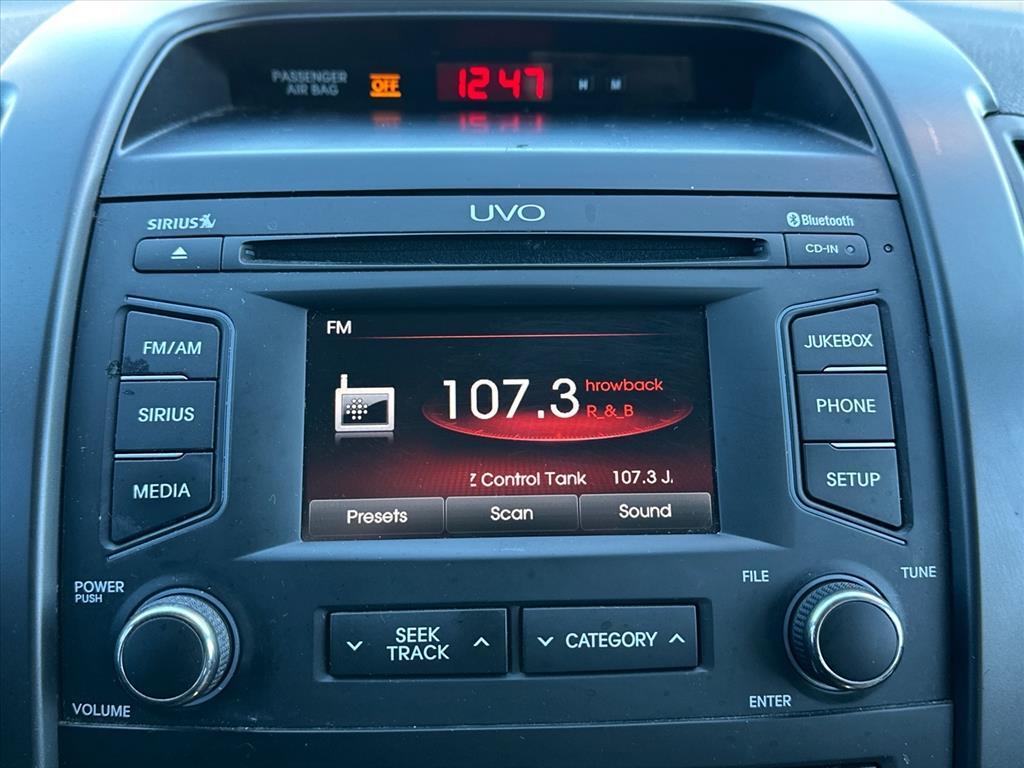 PASSENGER
AIR BAG
OFF
12:47
H
M
SIRIUS
UVO
Bluetooth
CD-IN
FM/AM
SIRIUS
MEDIA
FM
107.3
hrowback
R_&_B
Control Tank
107.3 J.
Presets
Scan
Sound
JUKEBOX
PHONE
SETUP
POWER
PUSH
VOLUME
SEEK
TRACK
CATEGORY
FILE
TUNE
ENTER